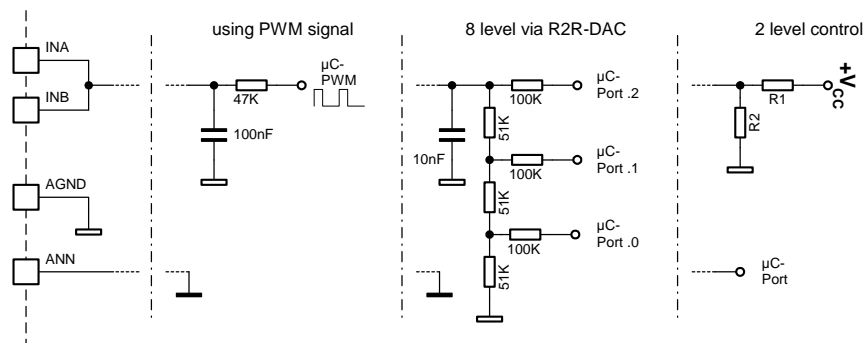 using PWM signal
8 level via R2R-DAC
2 level control
INA
INB
AGND
ANN
47K
µC-
PWM
100nF
100K
µC-
Port .2
51K
10nF
100K
µC-
Port .1
51K
100K
µC-
Port .0
51K
R1
+VCC
R2
µC-
Port